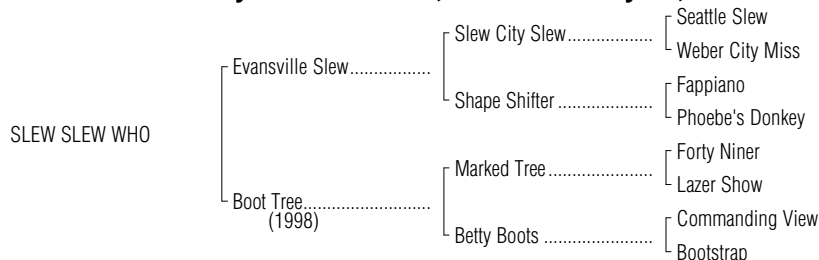 Seattle Slew
Slew City Slew..................
Weber City Miss
Evansville Slew.................
Fappiano
Shape Shifter ....................
Phoebe's Donkey
SLEW SLEW WHO
Forty Niner
Marked Tree ......................
Lazer Show
Boot Tree...........................
(1998)
Commanding View
Betty Boots .......................
Bootstrap